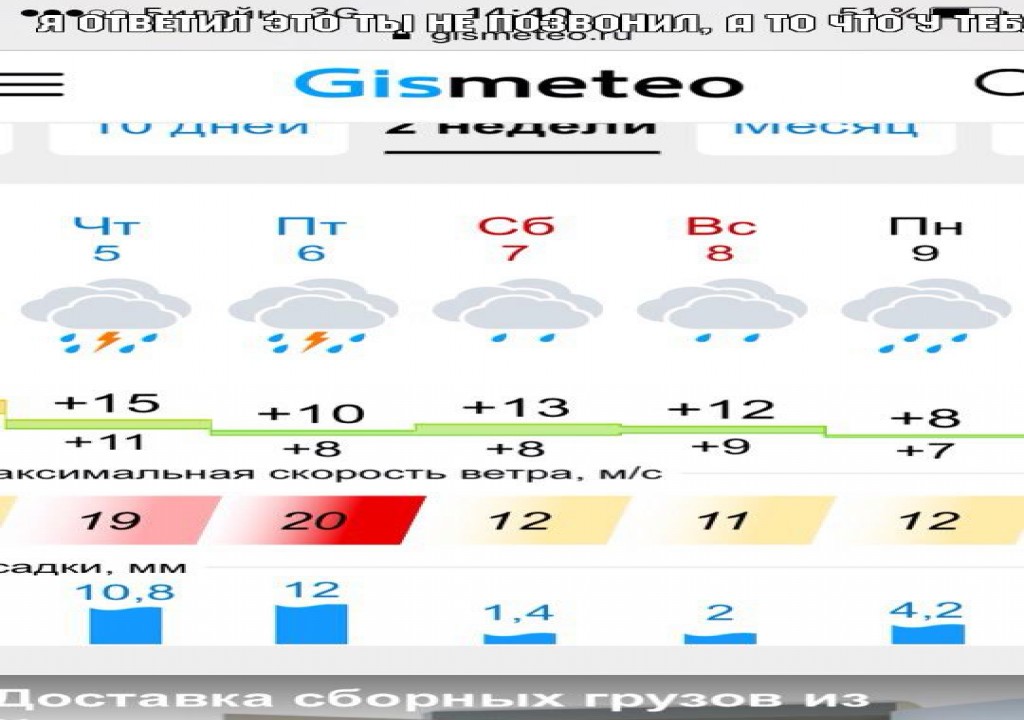 Я ОТВЕТИЛ ЭТО ТЫ НЕ ПОЗВОНИЛ, А ТО ЧТО У ТЕБ
Билайн 3G 51 %
gismeteo.ru
Gismeteo
10 дней 2 недели Месяц
Чт Пт Сб Вс Пн
5 6 7 8 9
+15 +10 +13 +12 +8
+11 +8 +8 +9 +7
аксимальная скорость ветра, м/с
19 20 12 11 12
садки, мм
10,8 12 1,4 2 4,2
Доставка сборных грузов из